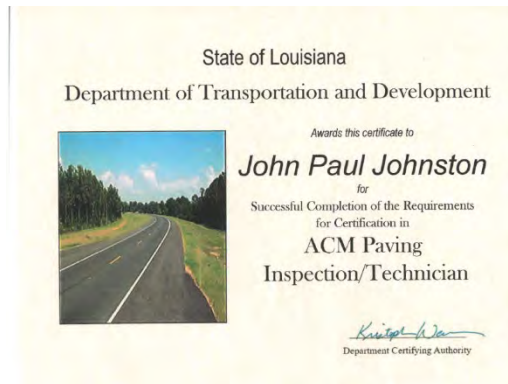 State of Louisiana
Department of Transportation and Development
Awards this certificate to
John Paul Johnston
for
Successful Completion of the Requirements
for Certification in
ACM Paving
Inspection/Technician
Department Certifying Authority